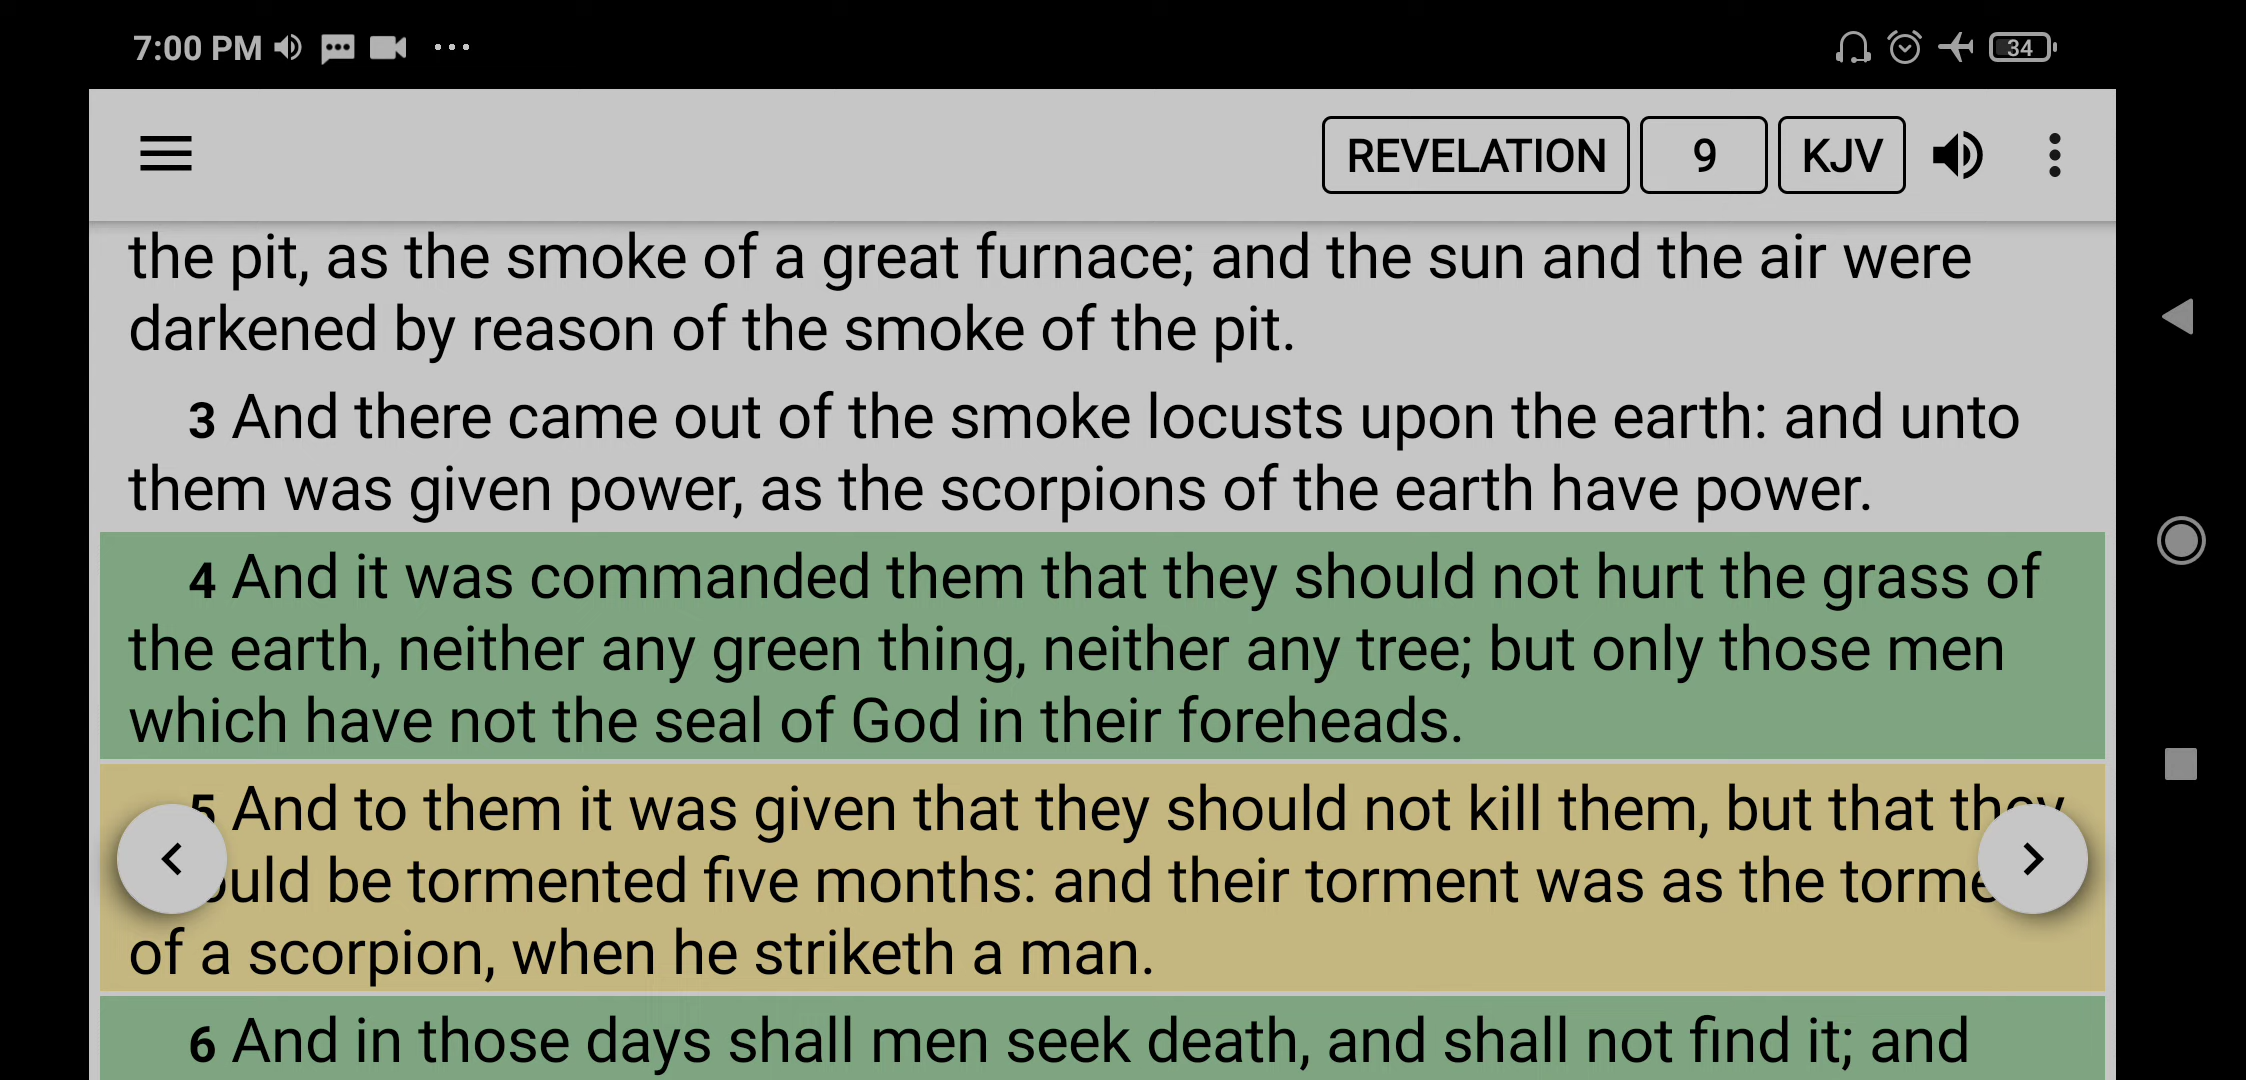 7:00 PM
34
REVELATION 9 KJV
the pit, as the smoke of a great furnace; and the sun and the air were
darkened by reason of the smoke of the pit.
3 And there came out of the smoke locusts upon the earth: and unto
them was given power, as the scorpions of the earth have power.
4 And it was commanded them that they should not hurt the grass of
the earth, neither any green thing, neither any tree; but only those men
which have not the seal of God in their foreheads.
5 And to them it was given that they should not kill them, but that they
be tormented five months: and their torment was as the
of a scorpion, when he striketh a man.
6 And in those days shall men seek death, and shall not find it; and